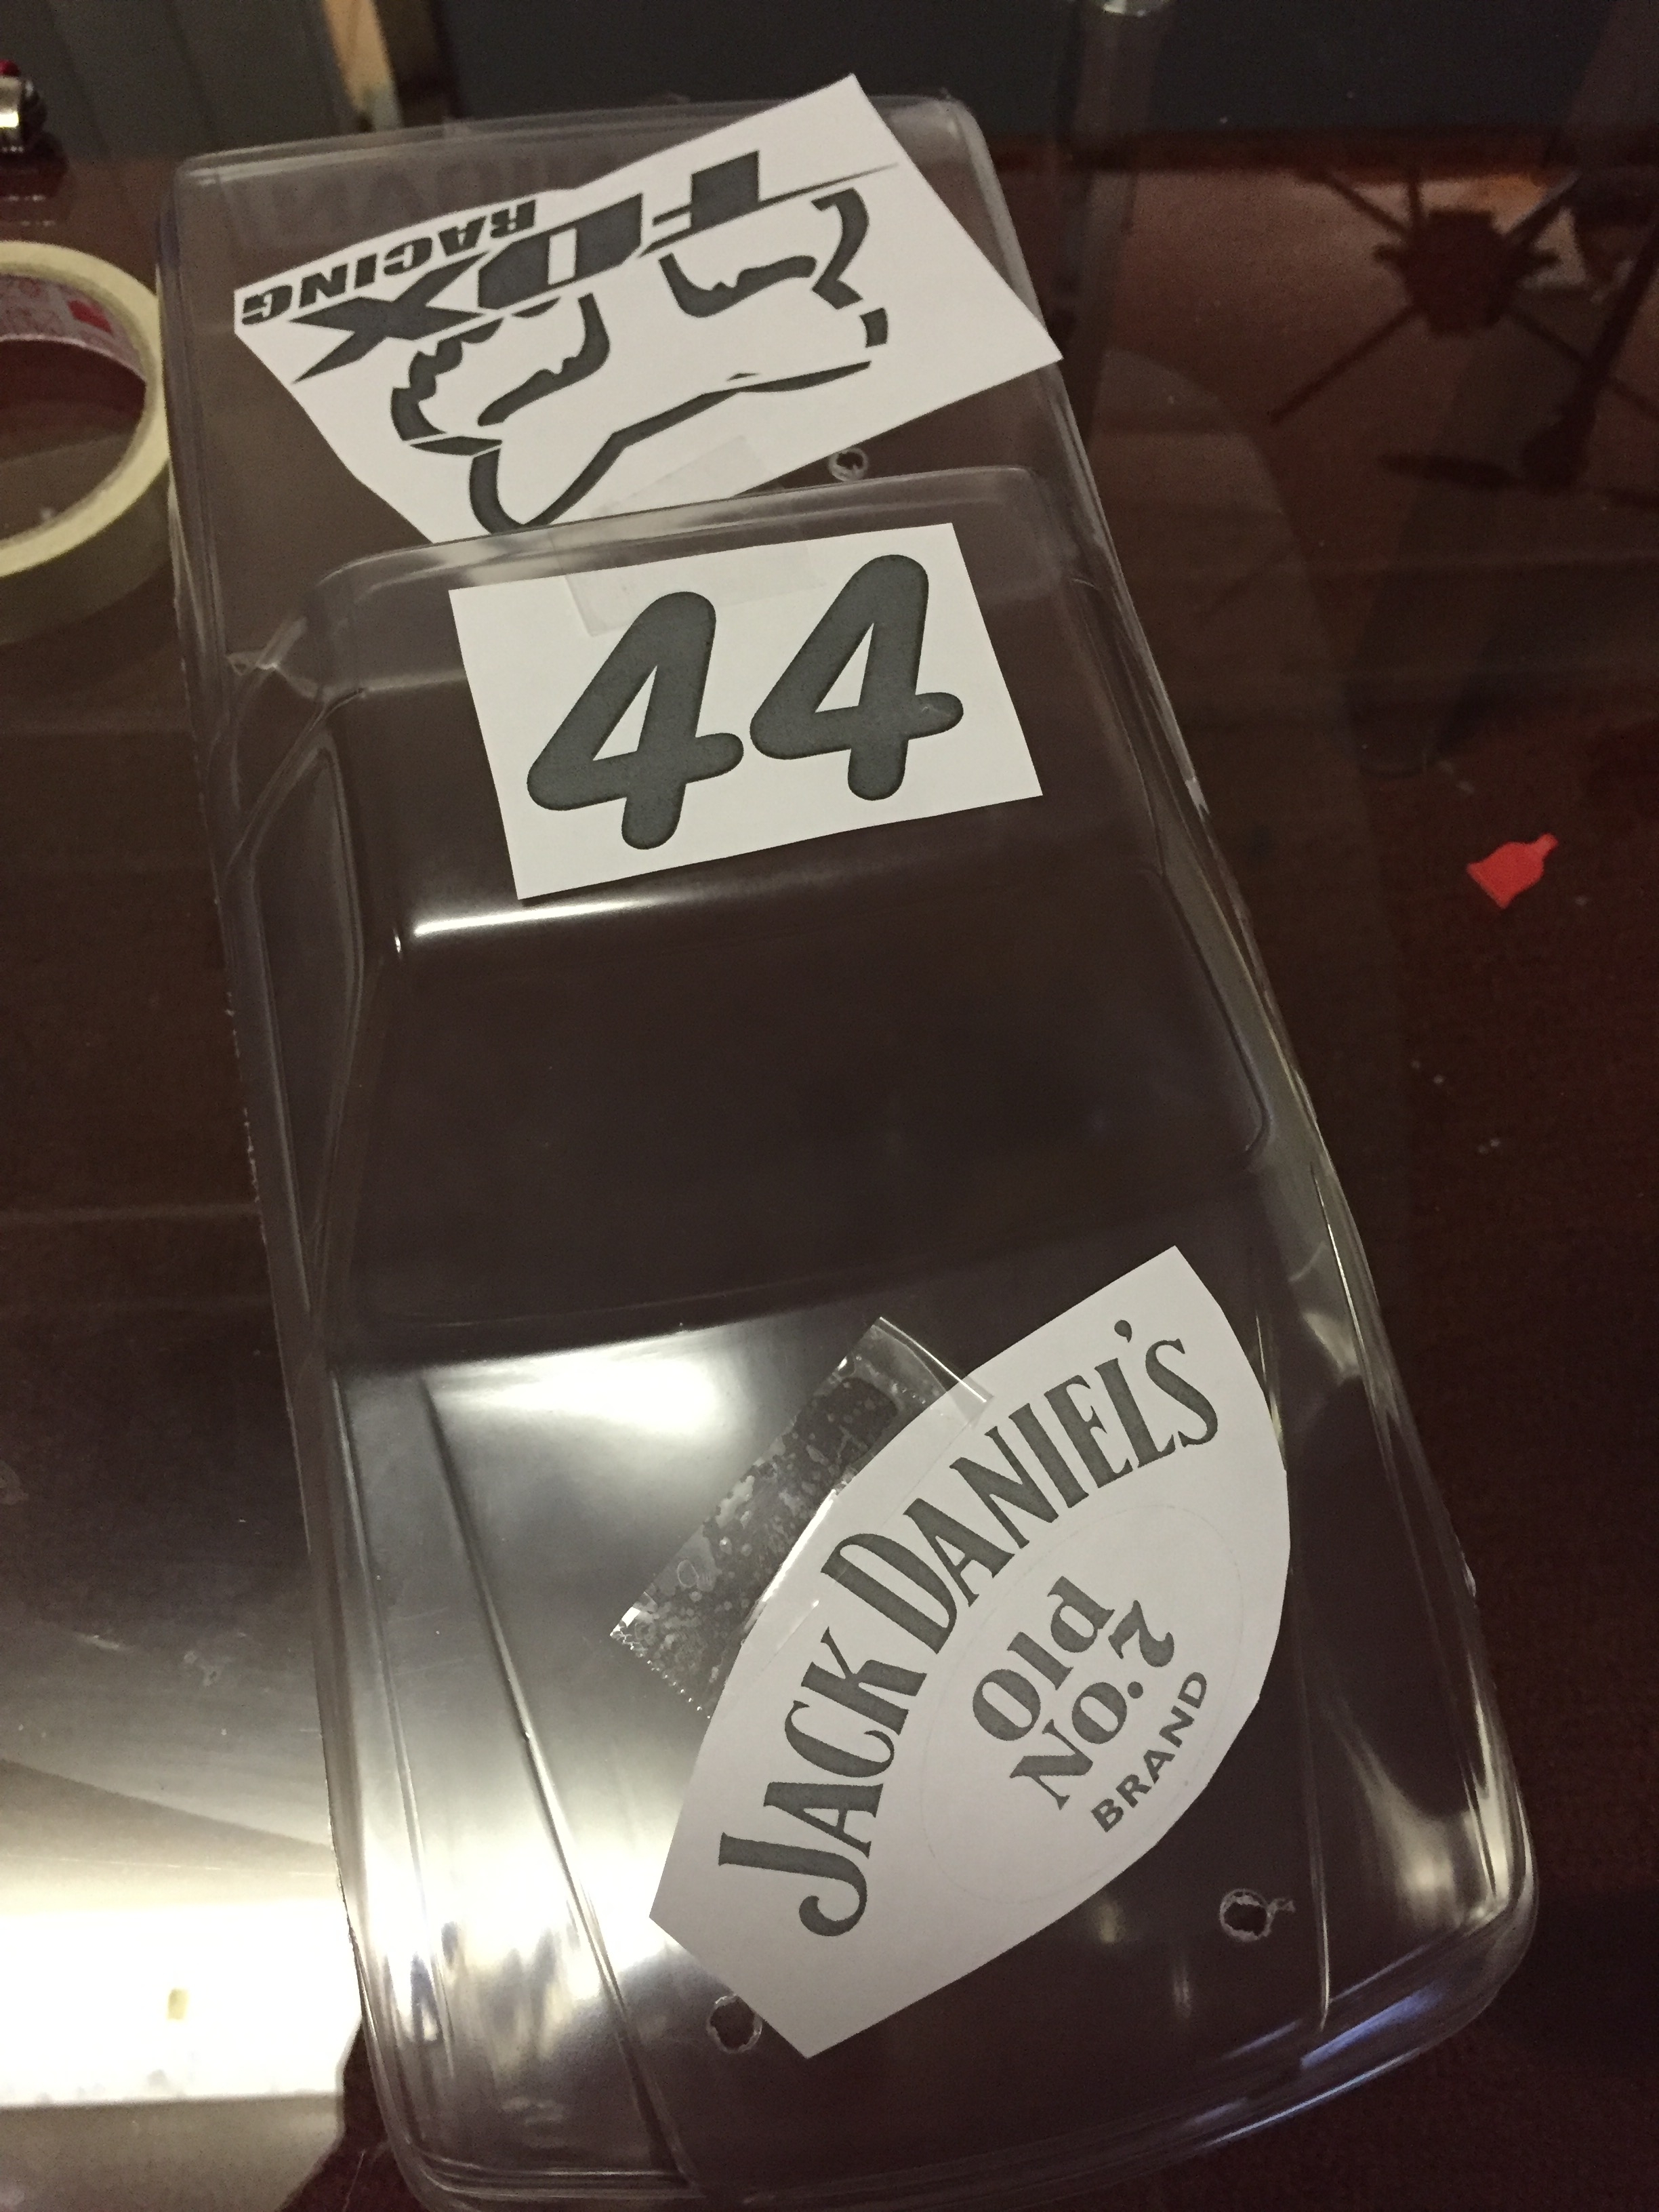 FOX
RACING
44
JACK DANIEL'S
Old
NO. 7
BRAND